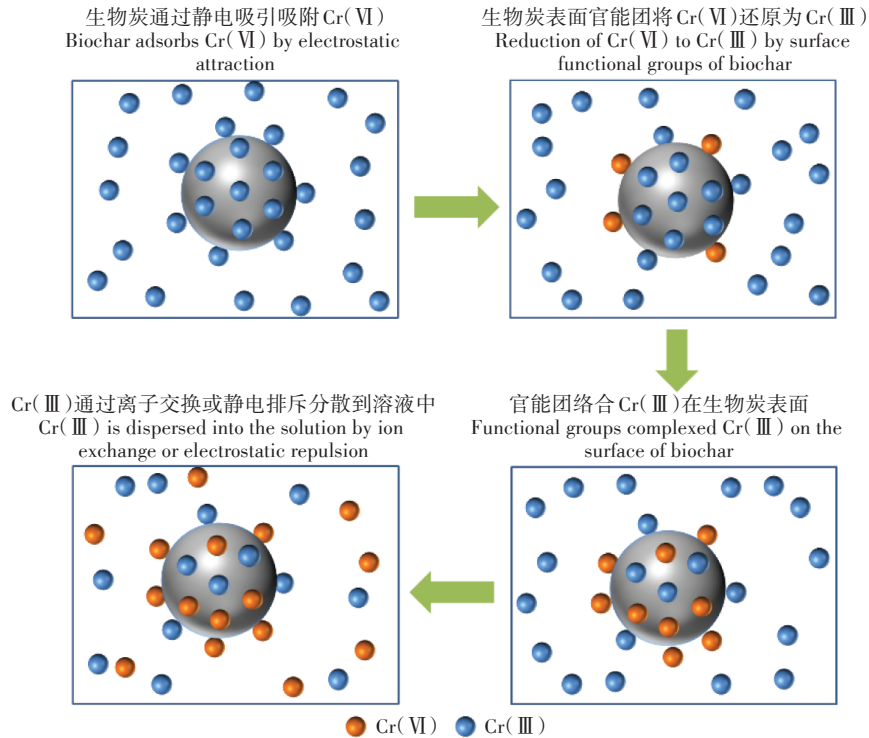 生物炭通过静电吸引吸附Cr(Ⅵ)
Biochar adsorbs Cr(Ⅵ) by electrostatic
attraction
生物炭表面官能团将Cr(Ⅵ)还原为Cr(Ⅲ)
Reduction of Cr(Ⅵ) to Cr(Ⅲ) by surface
functional groups of biochar
Cr(Ⅲ)通过离子交换或静电排斥分散到溶液中
Cr(Ⅲ) is dispersed into the solution by ion
exchange or electrostatic repulsion
官能团络合Cr(Ⅲ)在生物炭表面
Functional groups complexed Cr(Ⅲ) on the
surface of biochar
Cr(Ⅵ) Cr(Ⅲ)